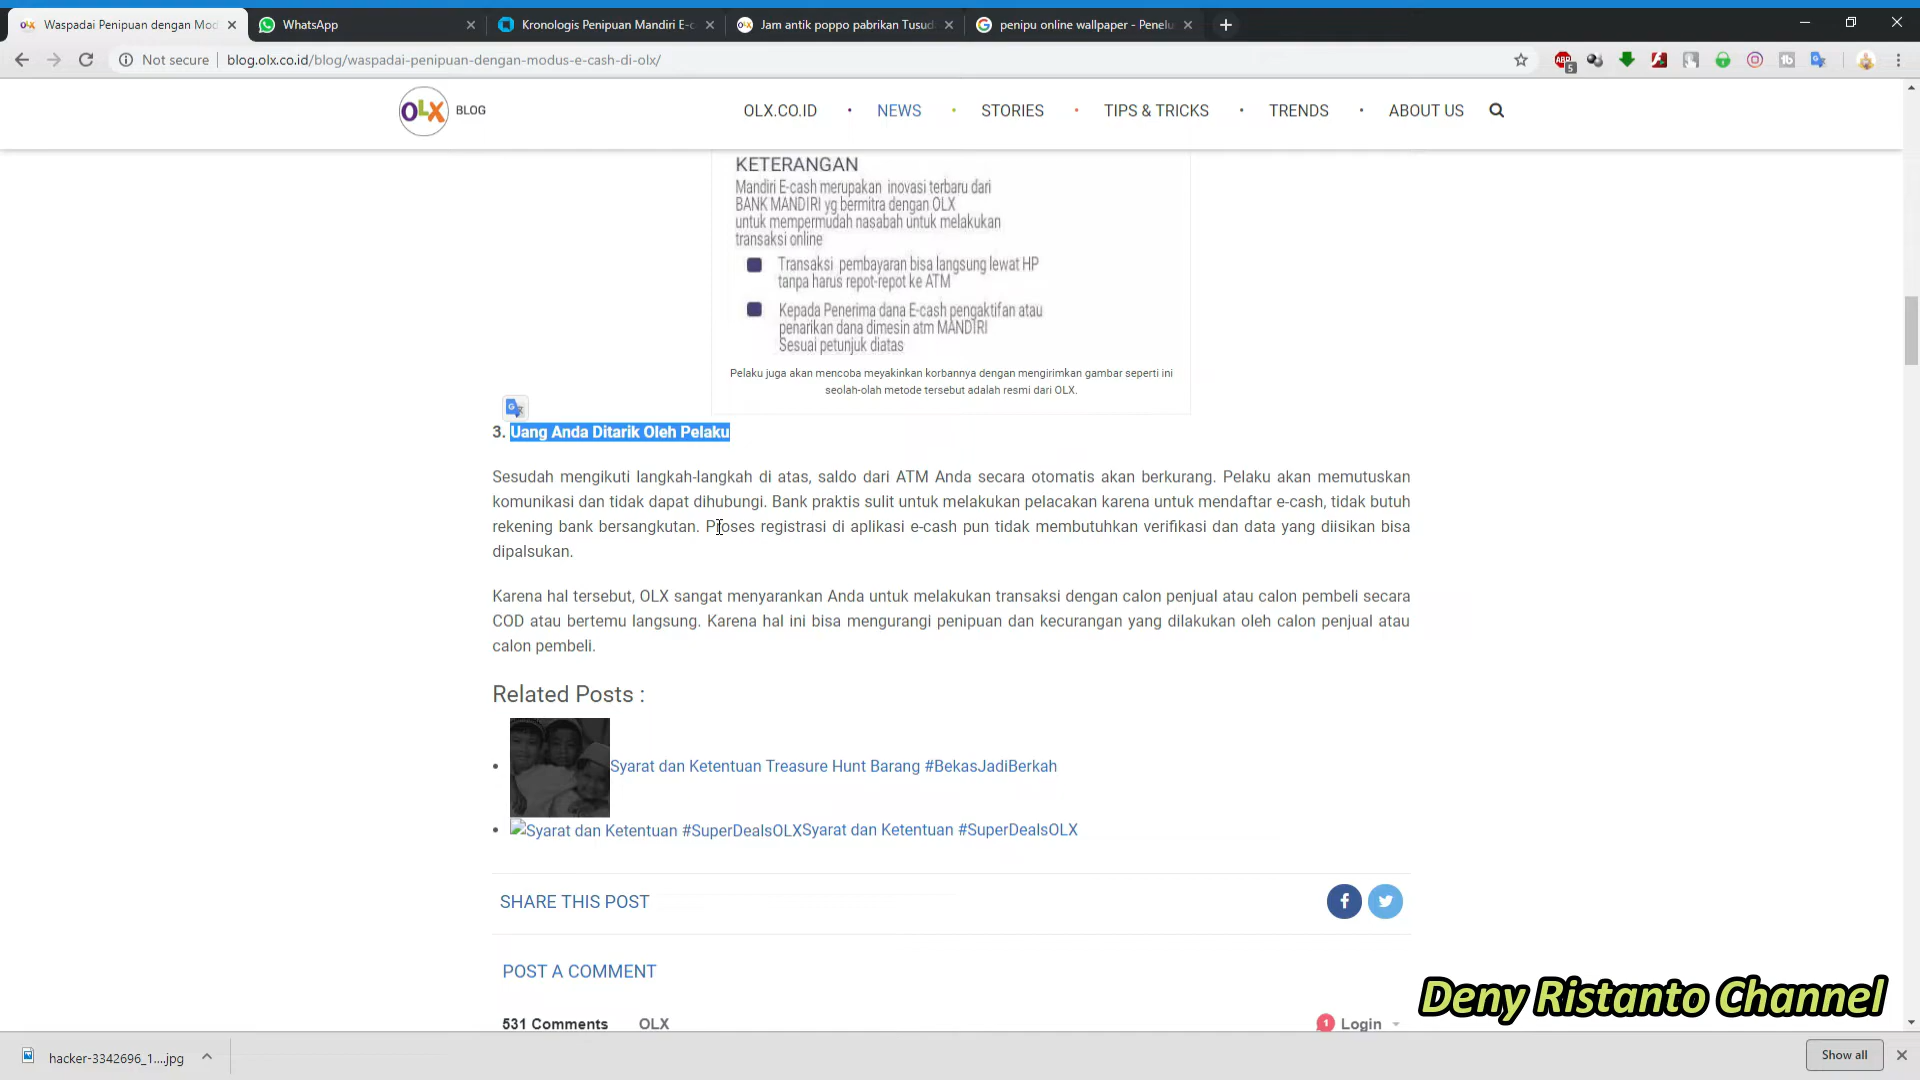 Waspadai Penipuan dengan Mod
WhatsApp
Kronologis Penipuan Mandiri E-c
Jam antik poppo pabrikan Tusuda
penipu online wallpaper - Penelu
Not secure
blog.olx.co.id/blog/waspadai-penipuan-dengan-modus-e-cash-di-olx/
ABP
5
OLX
BLOG
OLX.CO.ID
NEWS
STORIES
TIPS & TRICKS
TRENDS
ABOUT US
KETERANGAN
Mandiri E-cash merupakan inovasi terbaru dari
BANK MANDIRI yg bermitra dengan OLX
untuk mempermudah nasabah untuk melakukan
transaksi online
Transaksi pembayaran bisa langsung lewat HP
tanpa harus repot-repot ke ATM
Kepada Penerima dana E-cash pengaktifan atau
penarikan dana dimesin atm MANDIRI
Sesuai petunjuk diatas
Pelaku juga akan mencoba meyakinkan korbannya dengan mengirimkan gambar seperti ini
seolah-olah metode tersebut adalah resmi dari OLX.
3. Uang Anda Ditarik Oleh Pelaku
Sesudah mengikuti langkah-langkah di atas, saldo dari ATM Anda secara otomatis akan berkurang. Pelaku akan memutuskan
komunikasi dan tidak dapat dihubungi. Bank praktis sulit untuk melakukan pelacakan karena untuk mendaftar e-cash, tidak butuh
rekening bank bersangkutan. Proses registrasi di aplikasi e-cash pun tidak membutuhkan verifikasi dan data yang diisikan bisa
dipalsukan.
Karena hal tersebut, OLX sangat menyarankan Anda untuk melakukan transaksi dengan calon penjual atau calon pembeli secara
COD atau bertemu langsung. Karena hal ini bisa mengurangi penipuan dan kecurangan yang dilakukan oleh calon penjual atau
calon pembeli.
Related Posts :
Syarat dan Ketentuan Treasure Hunt Barang #BekasJadiBerkah
Syarat dan Ketentuan #SuperDealsOLXSyarat dan Ketentuan #SuperDealsOLX
SHARE THIS POST
POST A COMMENT
531 Comments
OLX
1
Login
Deny Ristanto Channel
hacker-3342696_1....jpg
Show all